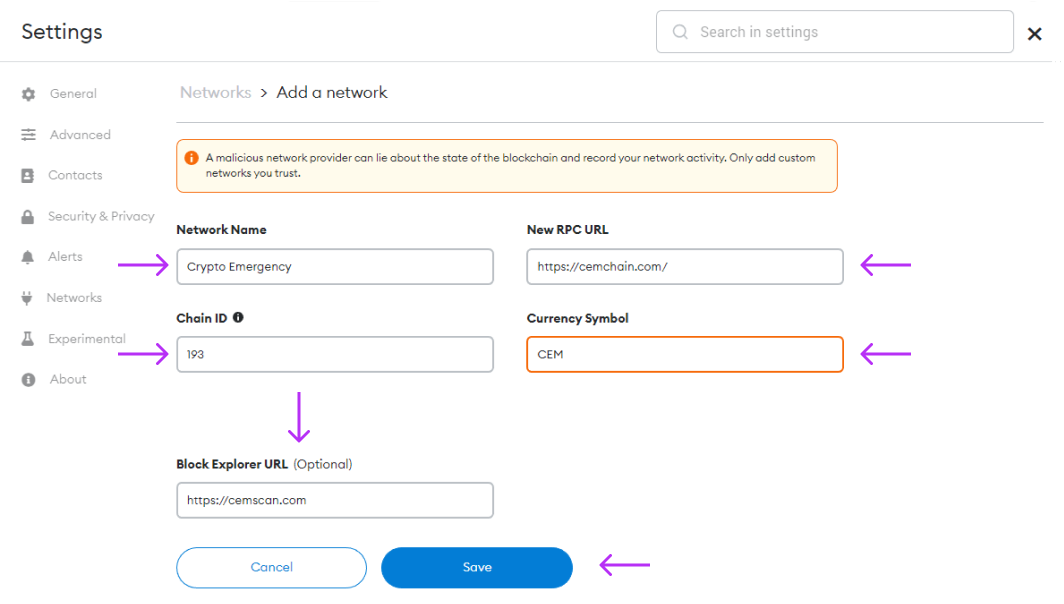 Settings
Search in settings
General
Advanced
Contacts
Security & Privacy
Alerts
Networks
Experimental
About
Networks > Add a network
A malicious network provider can lie about the state of the blockchain and record your network activity. Only add custom
networks you trust.
Network Name
Crypto Emergency
New RPC URL
https://cemchain.com/
Chain ID
193
Currency Symbol
CEM
Block Explorer URL (Optional)
https://cemscan.com
Cancel
Save